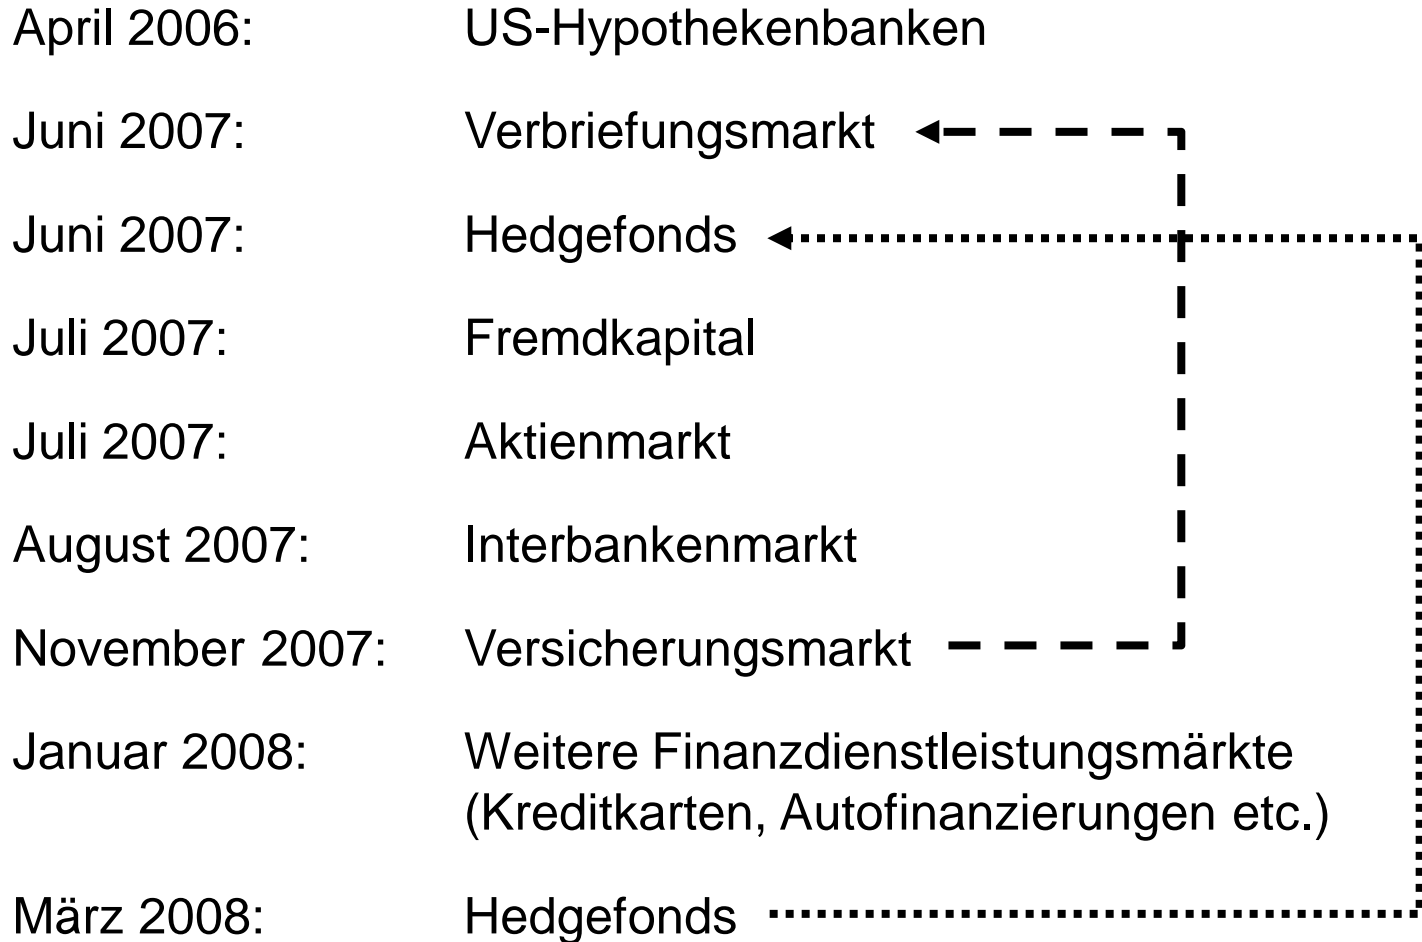 April 2006: US-Hypothekenbanken
Juni 2007: Verbriefungsmarkt
Juni 2007: Hedgefonds
Juli 2007: Fremdkapital
Juli 2007: Aktienmarkt
August 2007: Interbankenmarkt
November 2007: Versicherungsmarkt
Januar 2008: Weitere Finanzdienstleistungsmärkte
(Kreditkarten, Autofinanzierungen etc.)
März 2008: Hedgefonds